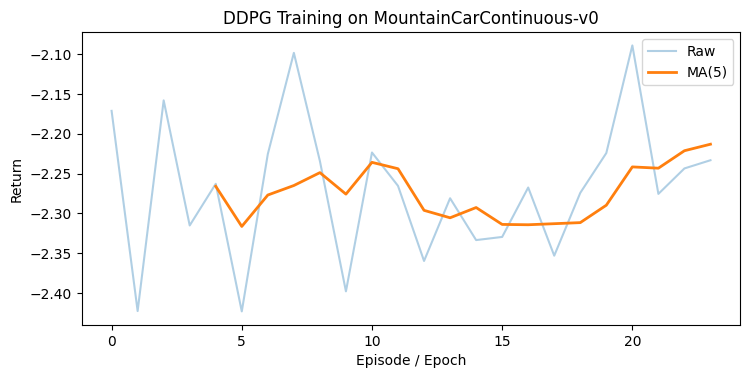 DDPG Training on MountainCarContinuous-v0
Raw
MA(5)
−2.10
−2.15
−2.20
−2.25
−2.30
−2.35
−2.40
Return
0
5
10
15
20
Episode / Epoch